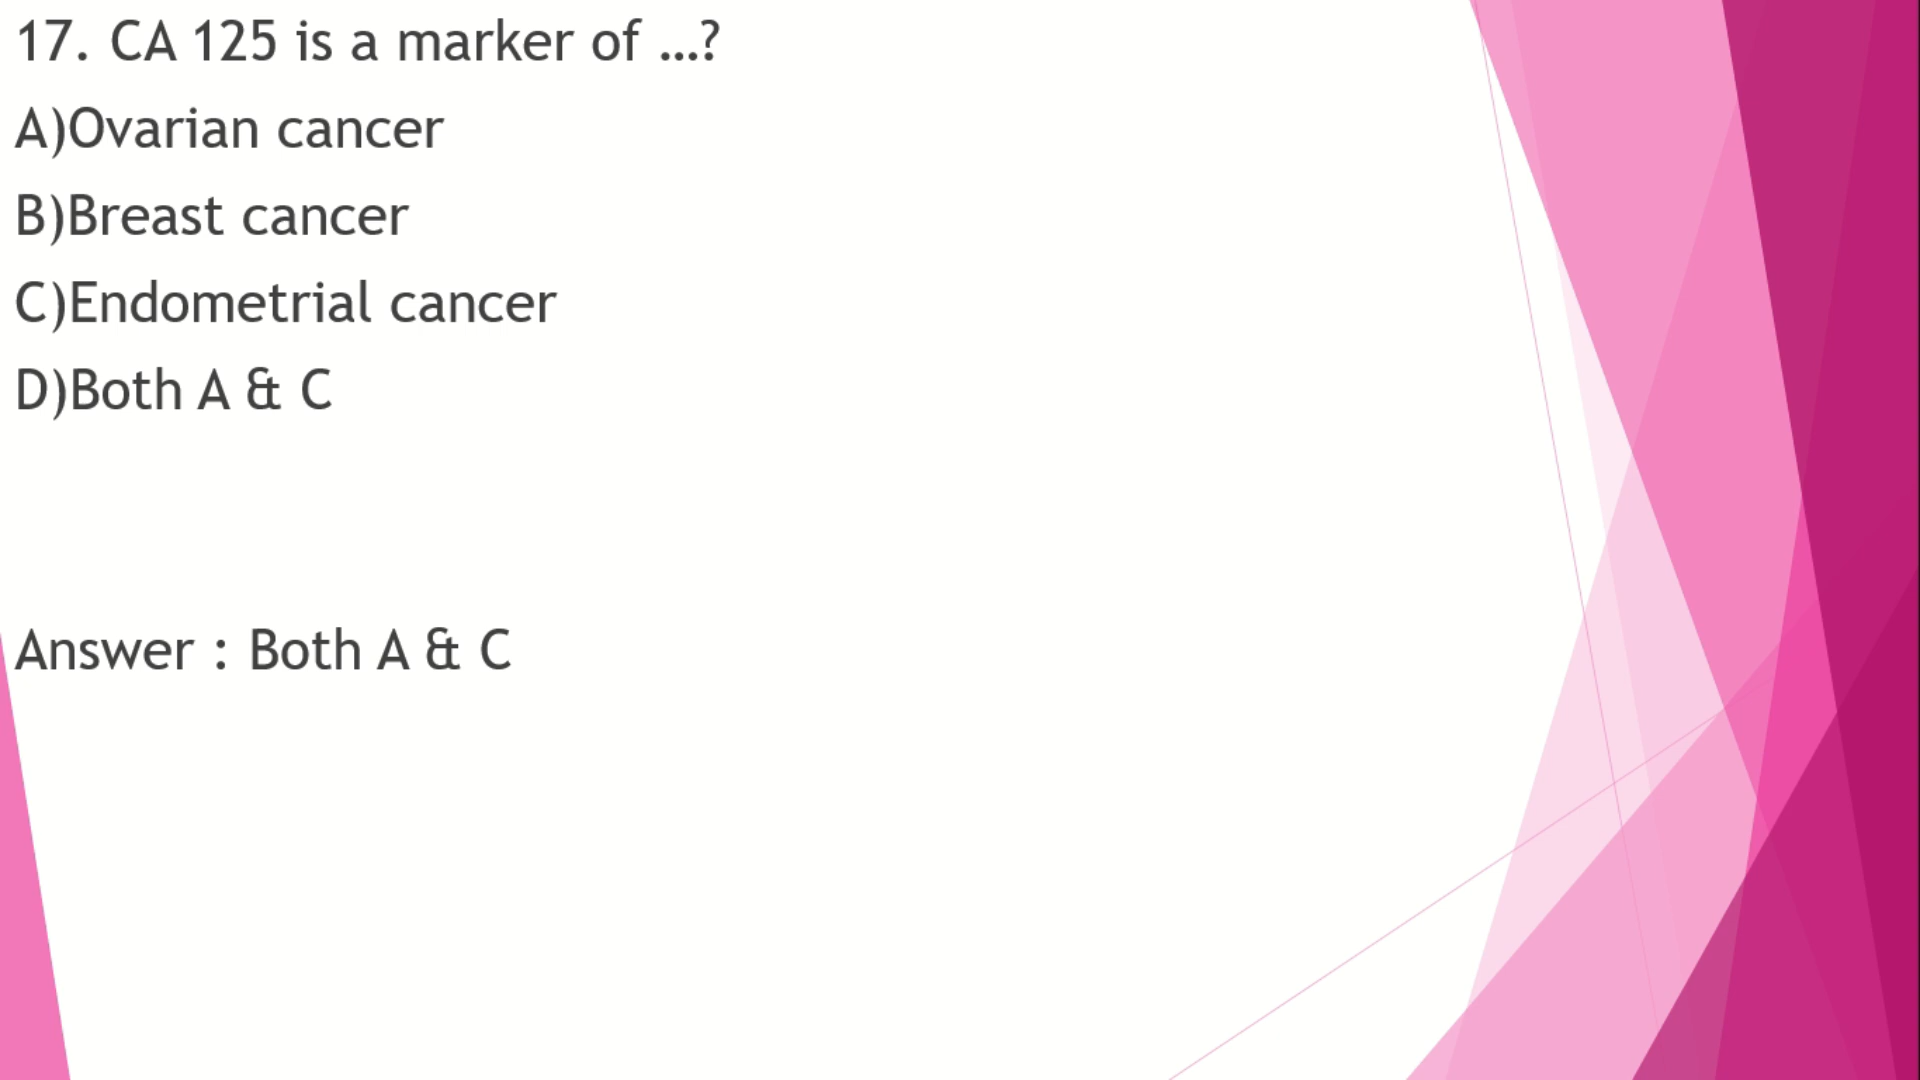 17. CA 125 is a marker of ...?
A)Ovarian cancer
B)Breast cancer
C)Endometrial cancer
D)Both A & C
Answer : Both A & C